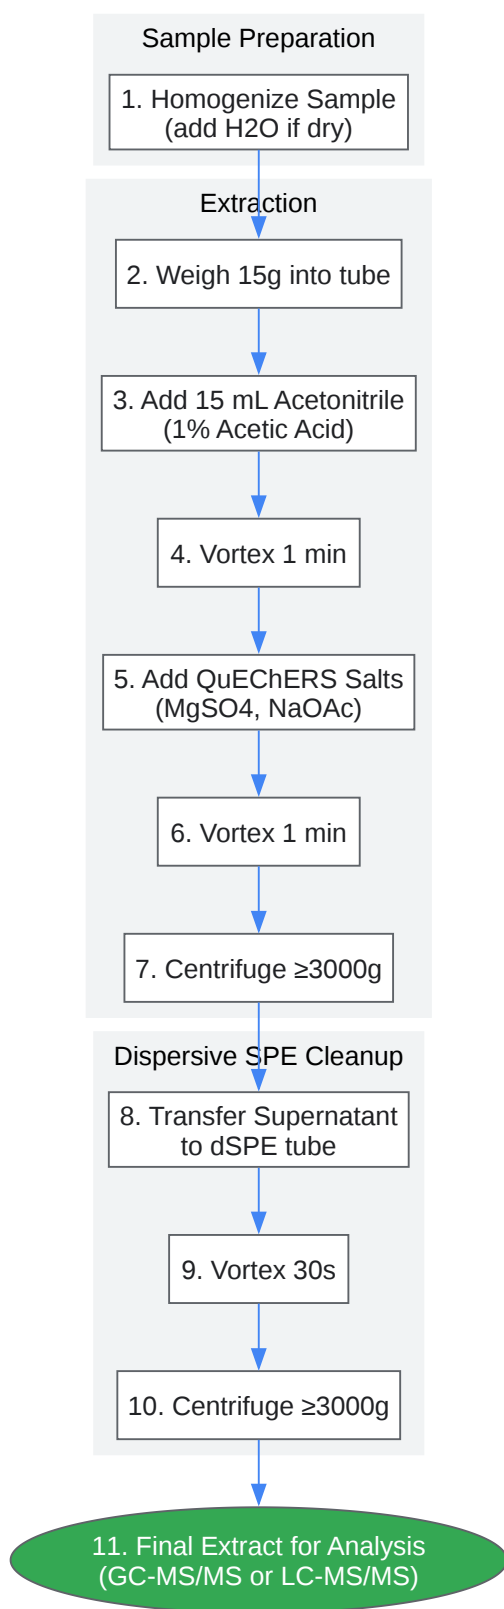 Sample Preparation
1. Homogenize Sample
(add H2O if dry)
Extraction
2. Weigh 15g into tube
3. Add 15 mL Acetonitrile
(1% Acetic Acid)
4. Vortex 1 min
5. Add QuEChERS Salts
(MgSO4, NaOAc)
6. Vortex 1 min
7. Centrifuge ≥3000g
Dispersive SPE Cleanup
8. Transfer Supernatant
to dSPE tube
9. Vortex 30s
10. Centrifuge ≥3000g
11. Final Extract for Analysis
(GC-MS/MS or LC-MS/MS)